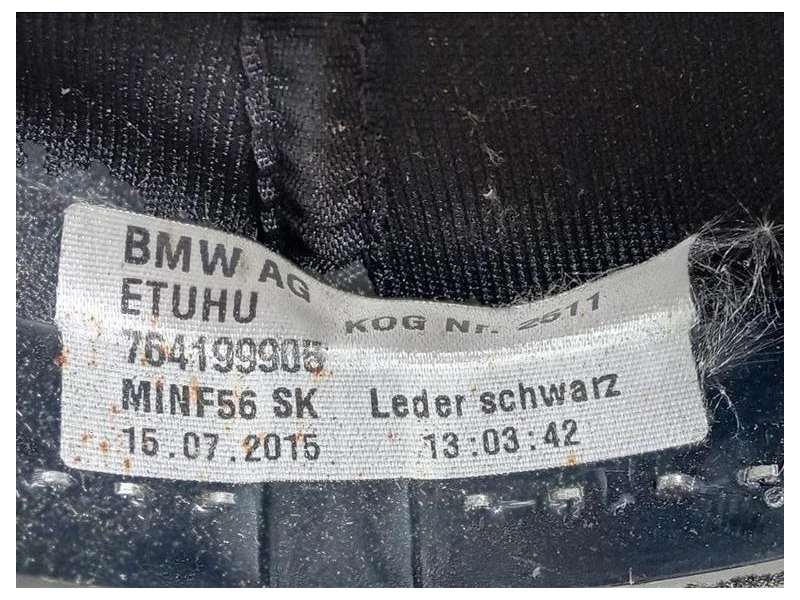 BMW AG
ETUHU KOG Nr. 2511
764199905
MINF56 SK Leder schwarz
15.07.2015 13:03:42